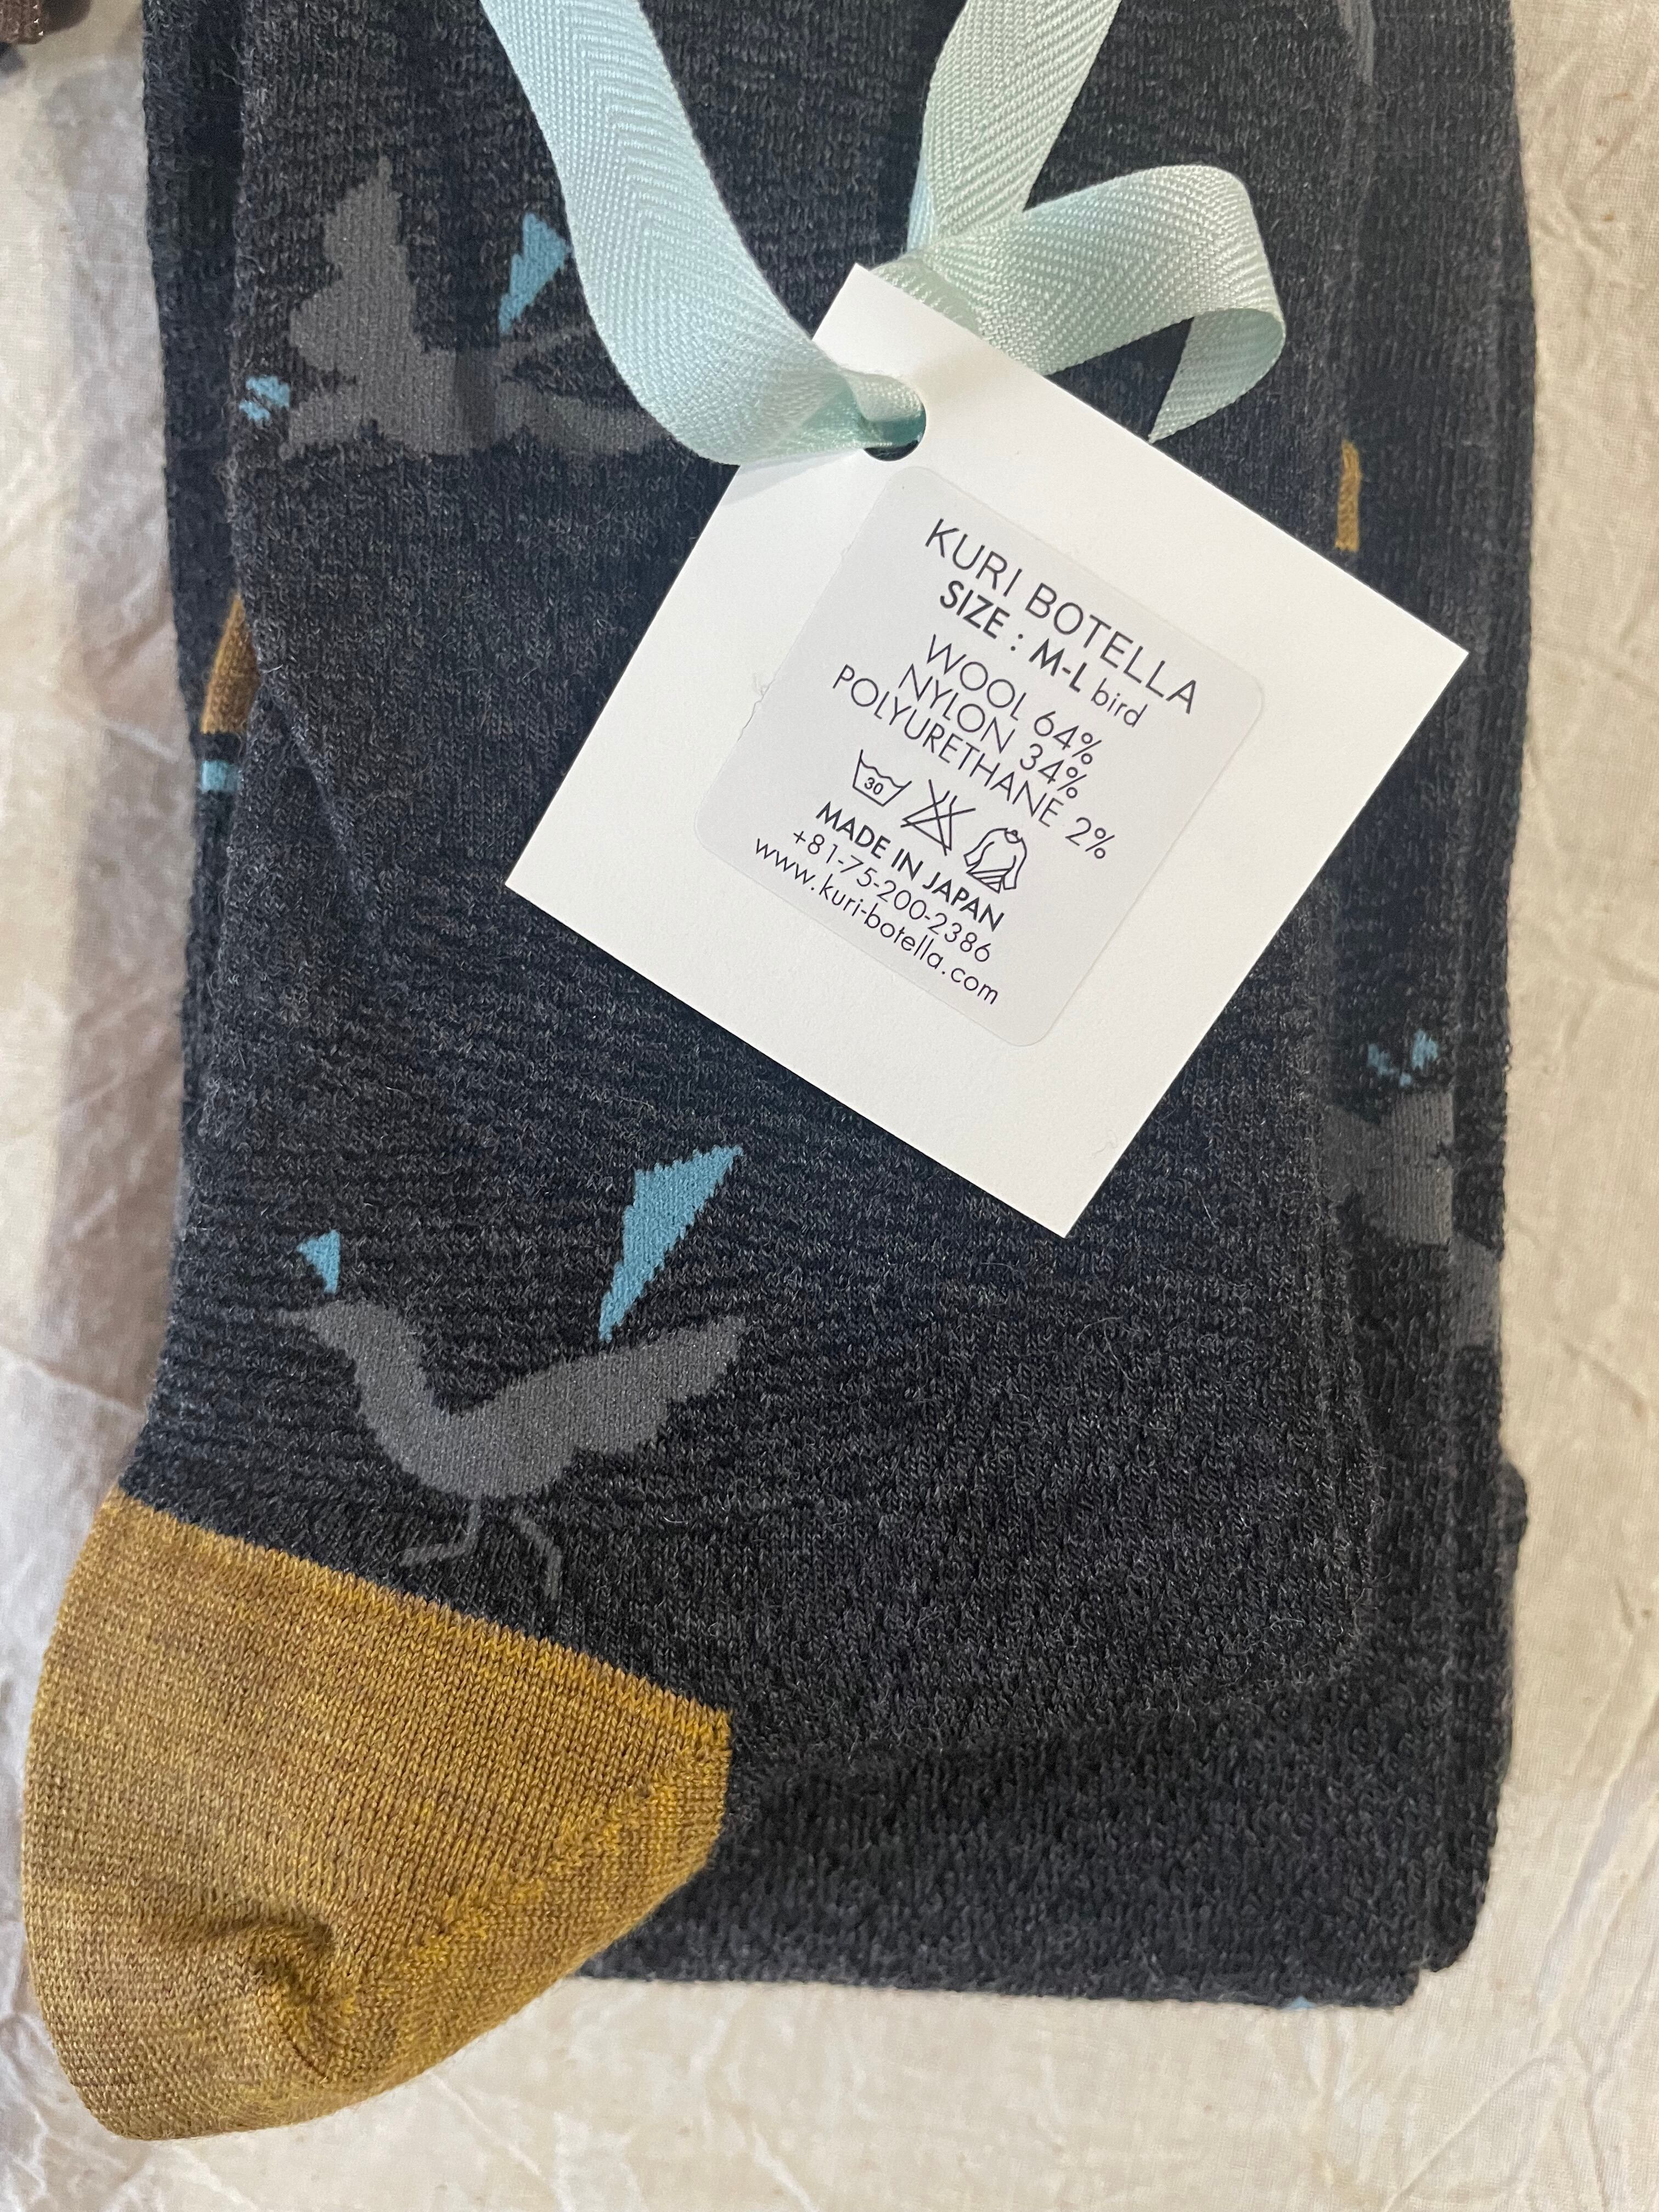 KURI BOTELLA
SIZE : M-L bird
WOOL 64%
NYLON 34%
POLYURETHANE 2%
30
MADE IN JAPAN
+81-75-200-2386
www.kuri-botella.com